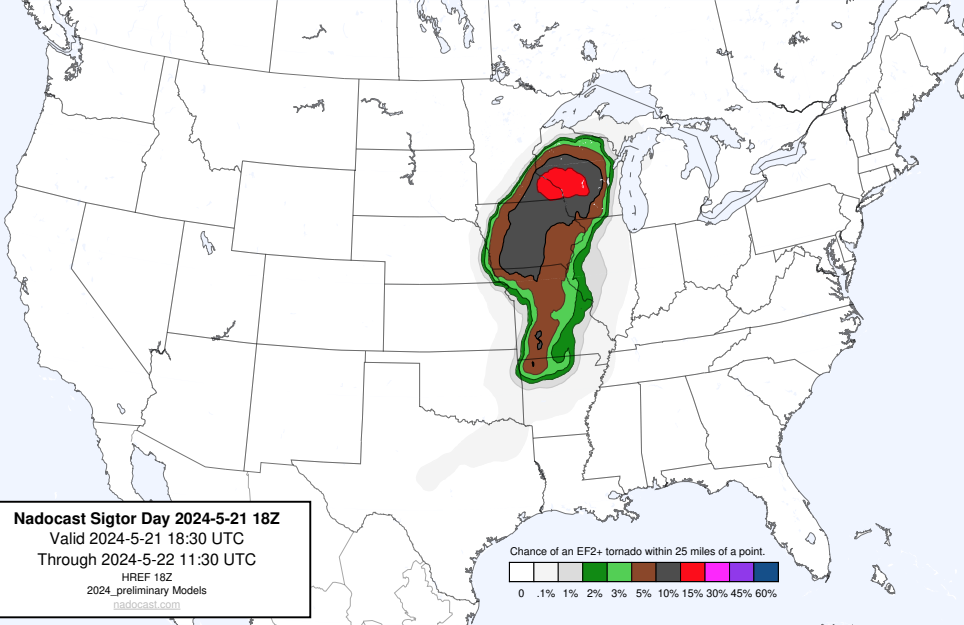 Nadocast Sigtor Day 2024-5-21 18Z
Valid 2024-5-21 18:30 UTC
Through 2024-5-22 11:30 UTC
HREF 18Z
2024_preliminary Models
nadocast.com
Chance of an EF2+ tornado within 25 miles of a point.
0 .1% 1% 2% 3% 5% 10% 15% 30% 45% 60%